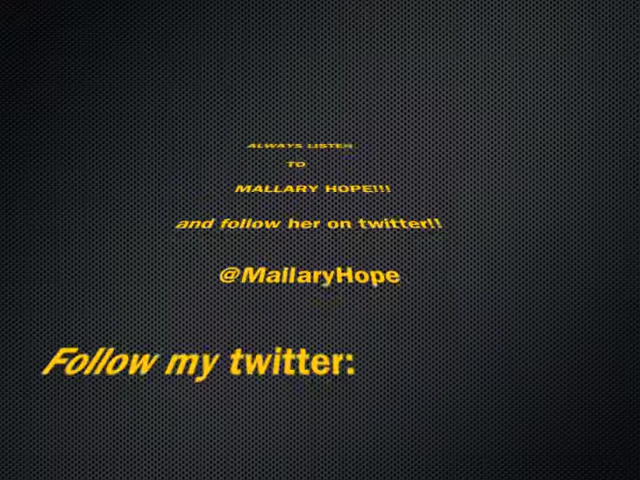 ALWAYS LISTEN
TO
MALLARY HOPE!!!
and follow her on twitter!!
@MallaryHope
Follow my twitter: